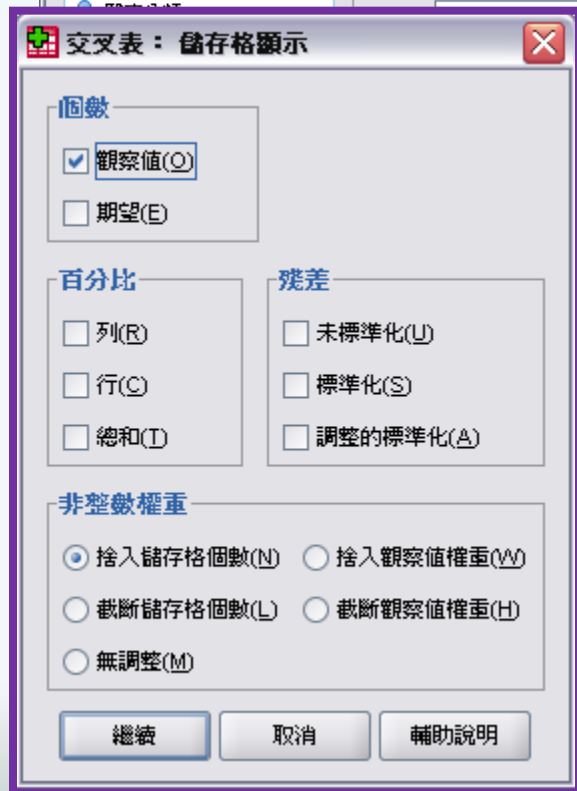 交叉表： 儲存格顯示
個數
觀察值(O)
期望(E)
百分比
列(R)
行(C)
總和(T)
殘差
未標準化(U)
標準化(S)
調整的標準化(A)
非整數權重
捨入儲存格個數(N) 捨入觀察值權重(W)
截斷儲存格個數(L) 截斷觀察值權重(H)
無調整(M)
繼續 取消 輔助說明